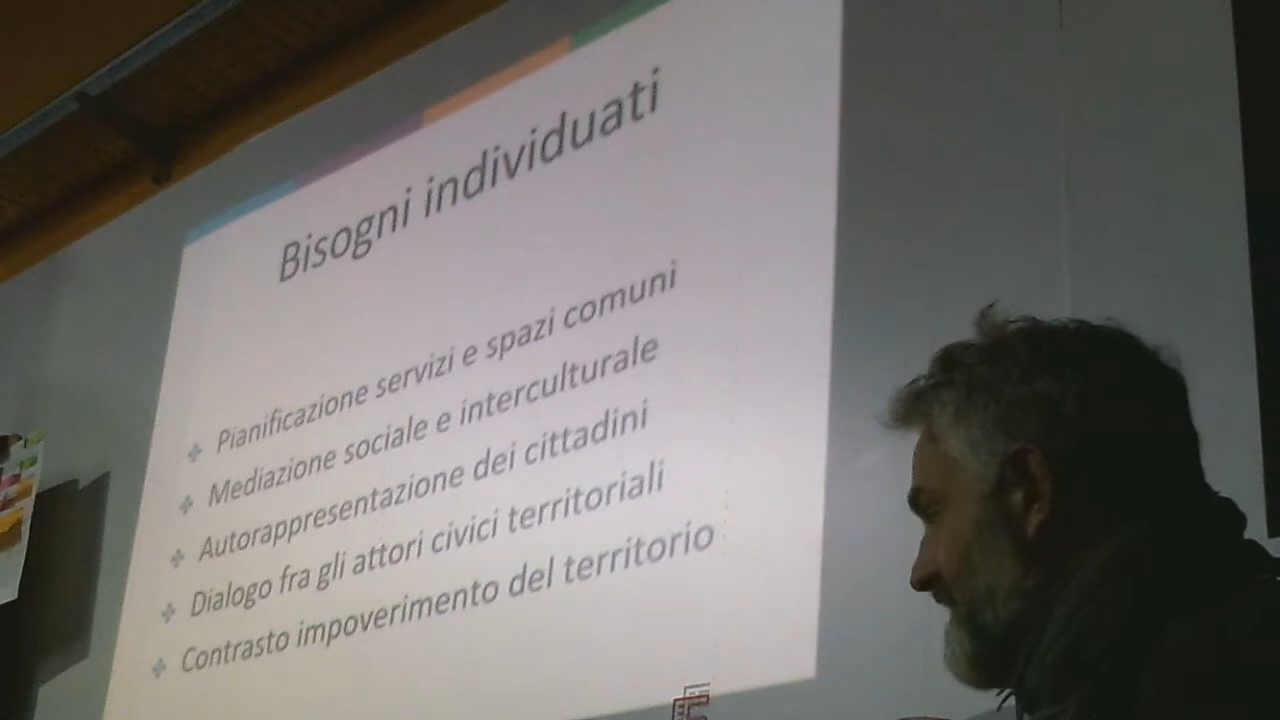 Bisogni individuati
Pianificazione servizi e spazi comuni
Mediazione sociale e interculturale
Autorappresentazione dei cittadini
Dialogo fra gli attori civici territoriali
Contrasto impoverimento del territorio